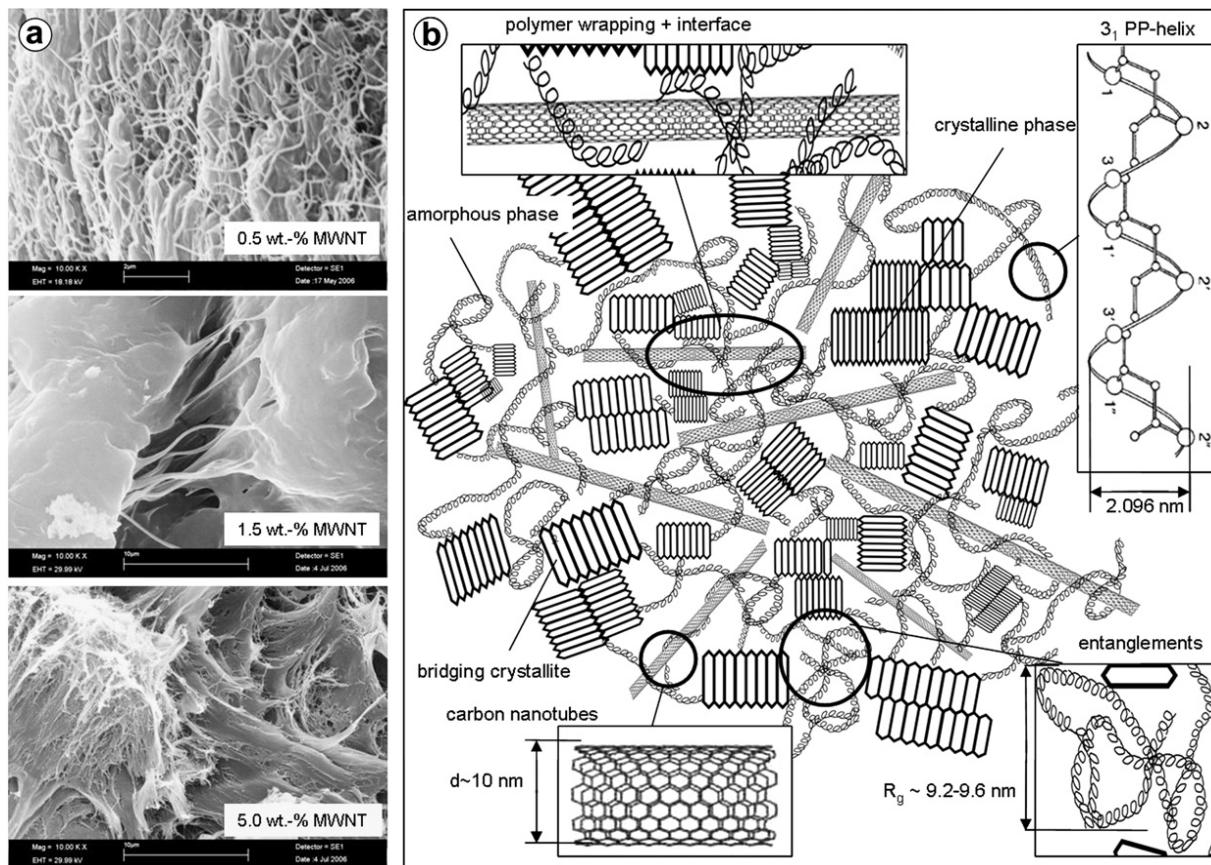 a
0.5 wt.-% MWNT
Mag = 10.00 K X
2µm
Detector = SE1
EHT = 18.18 kV
Date :17 May 2006
1.5 wt.-% MWNT
Mag = 10.00 K X
10µm
Detector = SE1
EHT = 29.99 kV
Date :4 Jul 2006
5.0 wt.-% MWNT
Mag = 10.00 K X
10µm
Detector = SE1
EHT = 29.99 kV
Date :4 Jul 2006
b
polymer wrapping + interface
amorphous phase
crystalline phase
3₁ PP-helix
1
2
3
1'
2'
3'
1"
2"
2.096 nm
bridging crystallite
carbon nanotubes
d~10 nm
entanglements
Rg ~ 9.2-9.6 nm